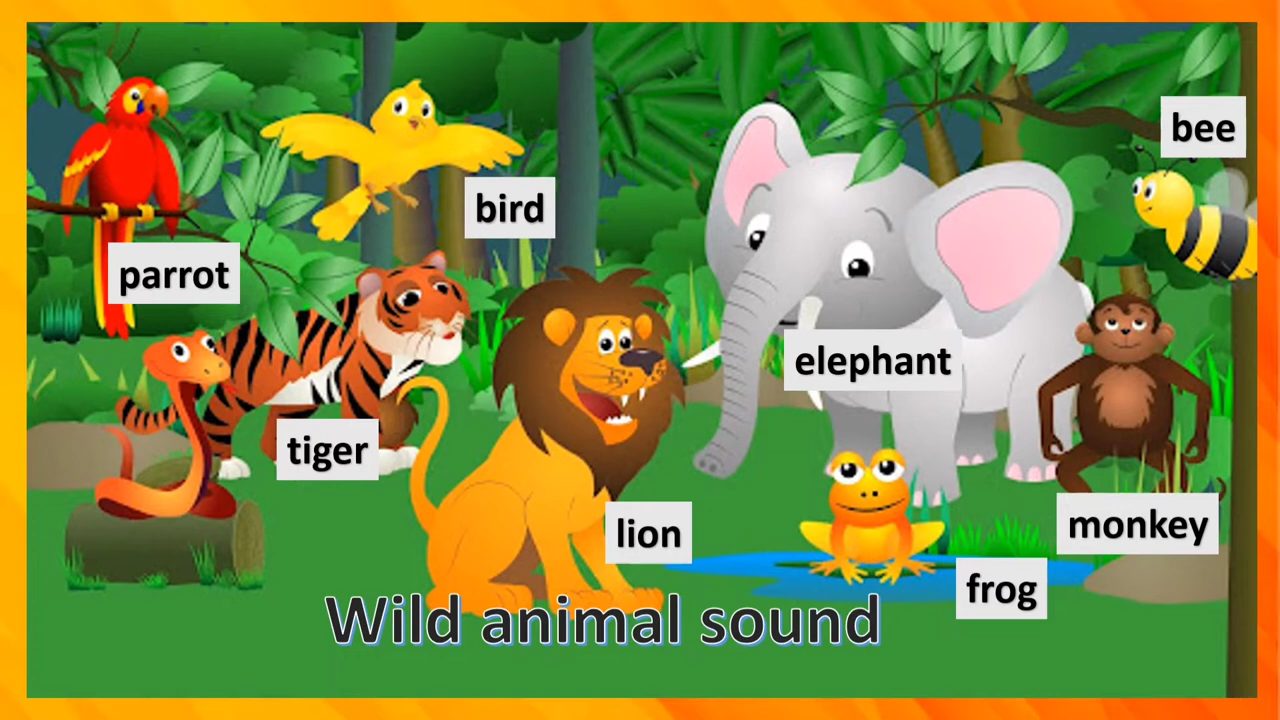 bee
bird
parrot
elephant
tiger
monkey
lion
frog
Wild animal sound